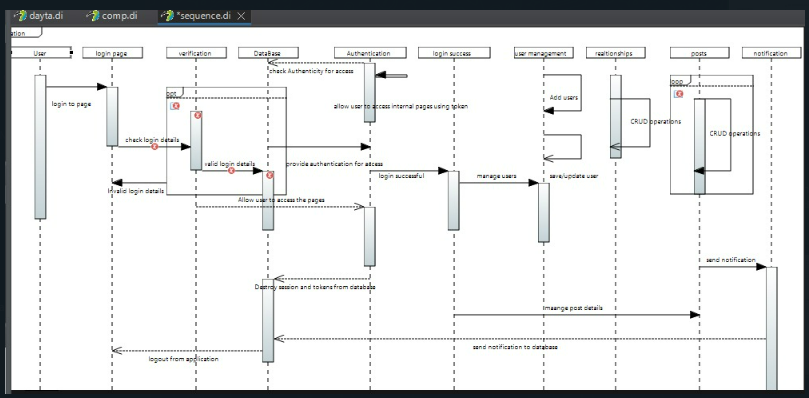 dayta.di
comp.di
*sequence.di
ation
User
login page
verification
DataBase
Authentication
login success
user management
realtionships
posts
notification
check Authenticity for access
opt
loop
Add users
allow user to access internal pages using token
login to page
CRUD operations
CRUD operations
check login details
valid login details
provide authentication for access
login successful
manage users
save/update user
Invalid login details
Allow user to access the pages
send notification
Destroy session and tokens from database
maange post details
send notification to database
logout from application